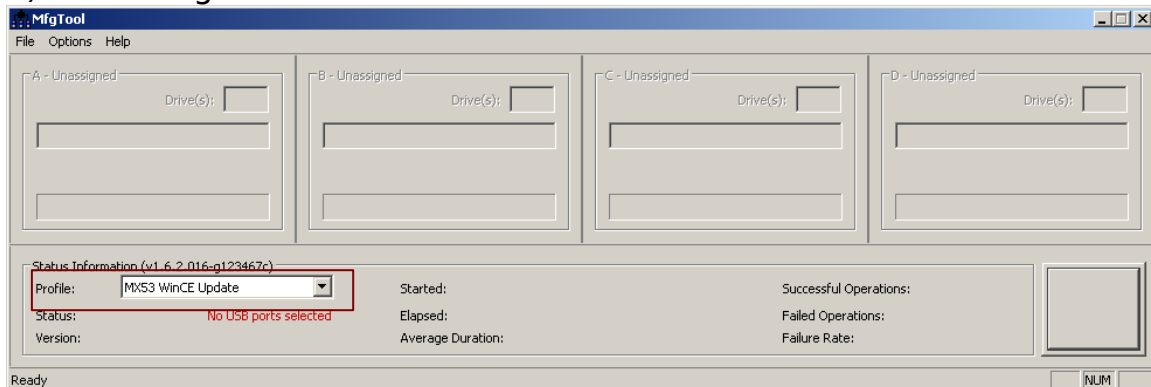 MfgTool
File Options Help
A - Unassigned B - Unassigned C - Unassigned D - Unassigned
Drive(s): Drive(s): Drive(s): Drive(s):
Status Information (v1.6.2.016-g123467c)
Profile: MX53 WinCE Update Started: Successful Operations:
Status: No USB ports selected Elapsed: Failed Operations:
Version: Average Duration: Failure Rate:
Ready NUM